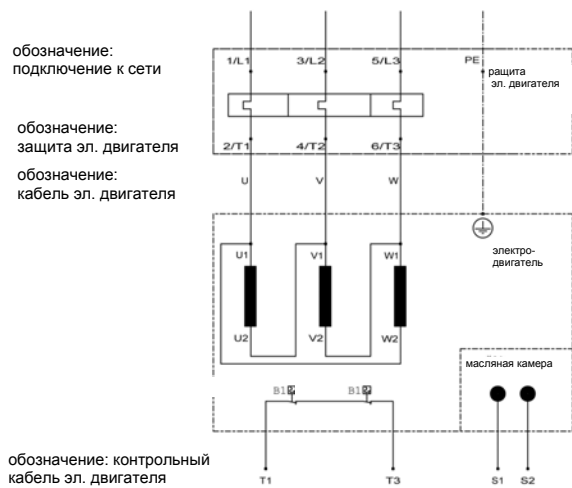 обозначение:
подключение к сети
1/L1 3/L2 5/L3 PE
ращита
эл. двигателя
обозначение:
защита эл. двигателя
2/T1 4/T2 6/T3
обозначение:
кабель эл. двигателя
U V W
электро-
двигатель
U1 V1 W1
U2 V2 W2
масляная камера
обозначение: контрольный
кабель эл. двигателя
T1 T3 S1 S2